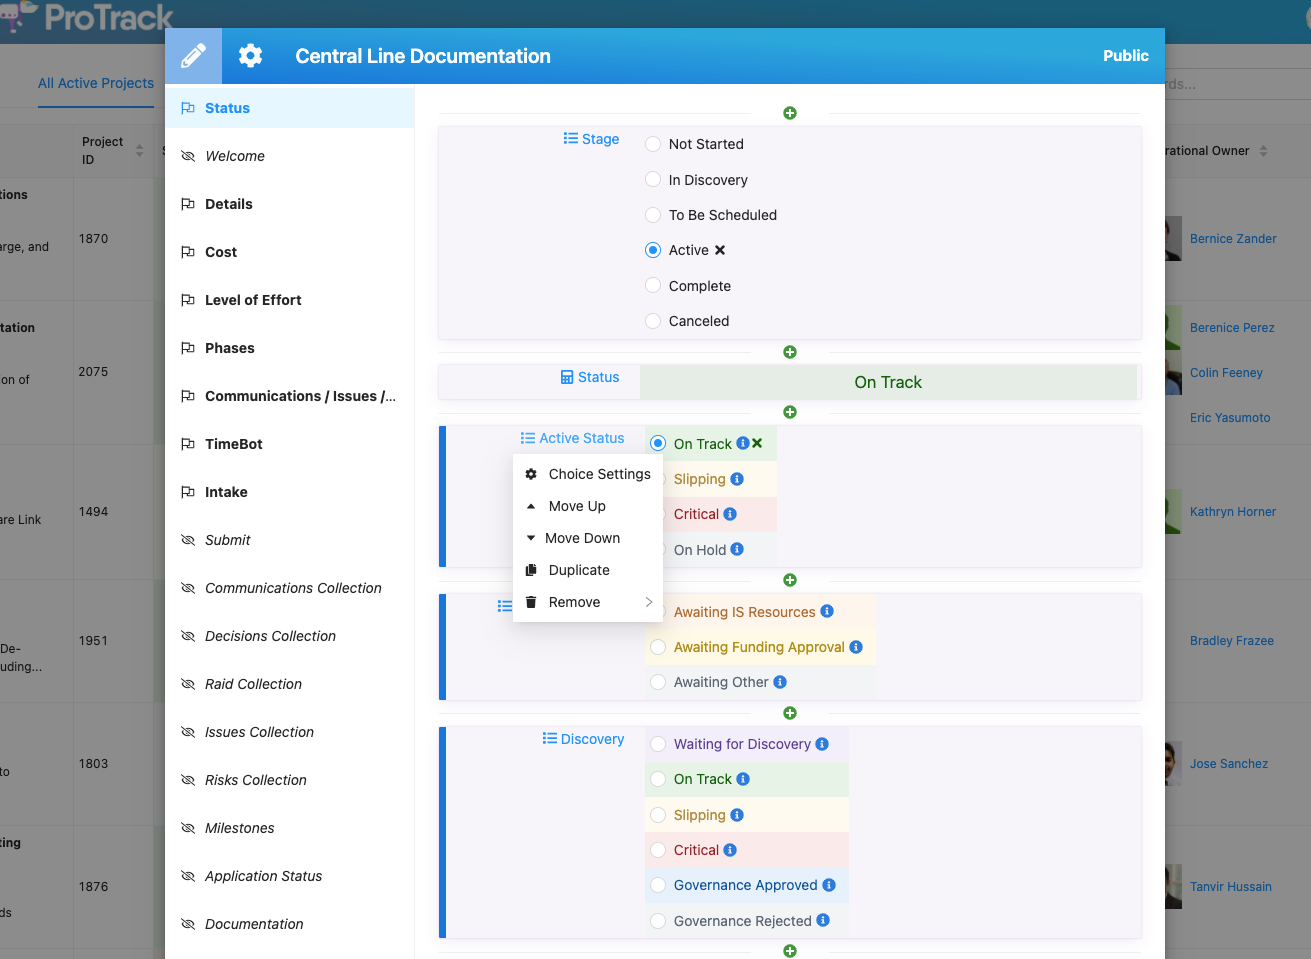 ProTrack
Central Line Documentation
Public
All Active Projects
rds...
Project
ID
rational Owner
tions
arge, and
1870
Bernice Zander
tation
on of
2075
Berenice Perez
Colin Feeney
Eric Yasumoto
are Link
1494
Kathryn Horner
De-
uding...
1951
Bradley Frazee
to
1803
Jose Sanchez
ting
ds
1876
Tanvir Hussain
Status
Welcome
Details
Cost
Level of Effort
Phases
Communications / Issues /...
TimeBot
Intake
Submit
Communications Collection
Decisions Collection
Raid Collection
Issues Collection
Risks Collection
Milestones
Application Status
Documentation
Stage
Not Started
In Discovery
To Be Scheduled
Active
Complete
Canceled
Status
On Track
Active Status
On Track
Slipping
Critical
On Hold
Choice Settings
Move Up
Move Down
Duplicate
Remove
Awaiting IS Resources
Awaiting Funding Approval
Awaiting Other
Discovery
Waiting for Discovery
On Track
Slipping
Critical
Governance Approved
Governance Rejected